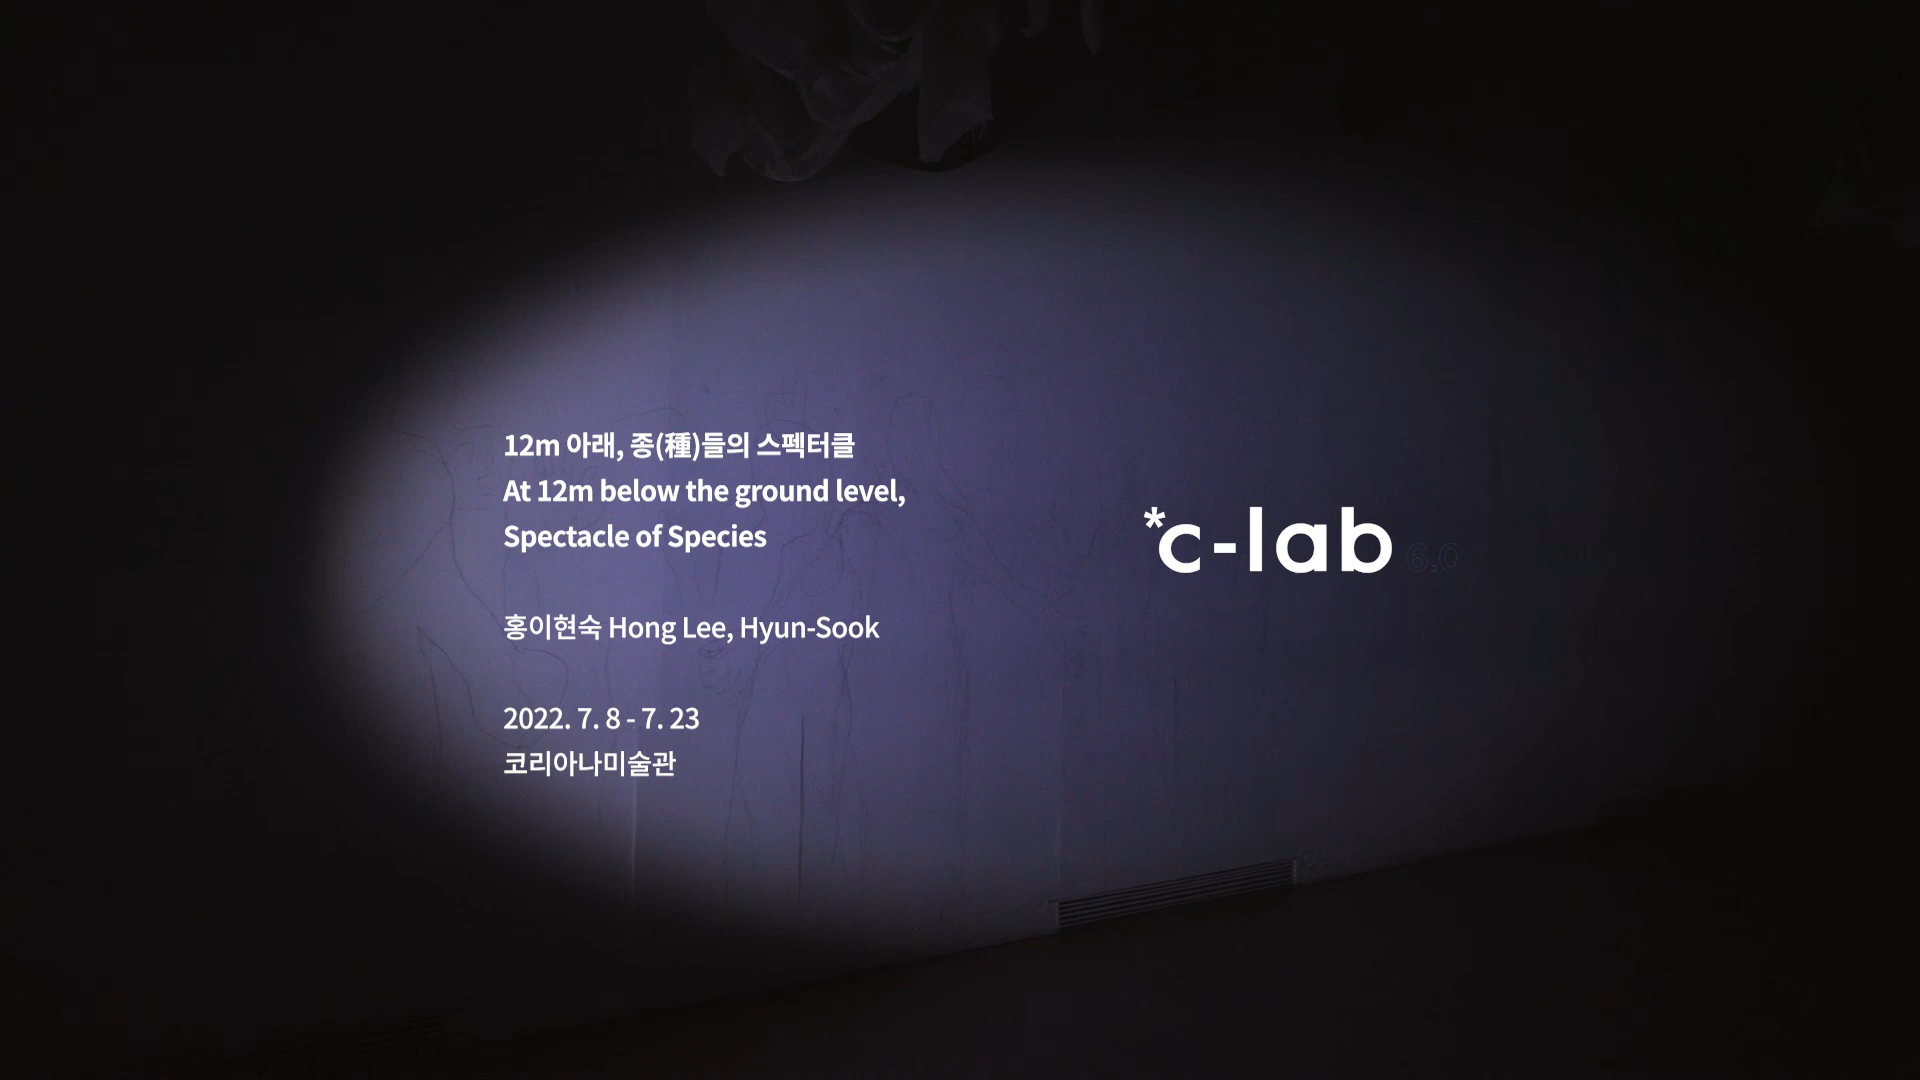 12m 아래, 종(種)들의 스펙터클
At 12m below the ground level,
Spectacle of Species
홍이현숙 Hong Lee, Hyun-Sook
2022. 7. 8 - 7. 23
코리아나미술관
*c-lab 6.0